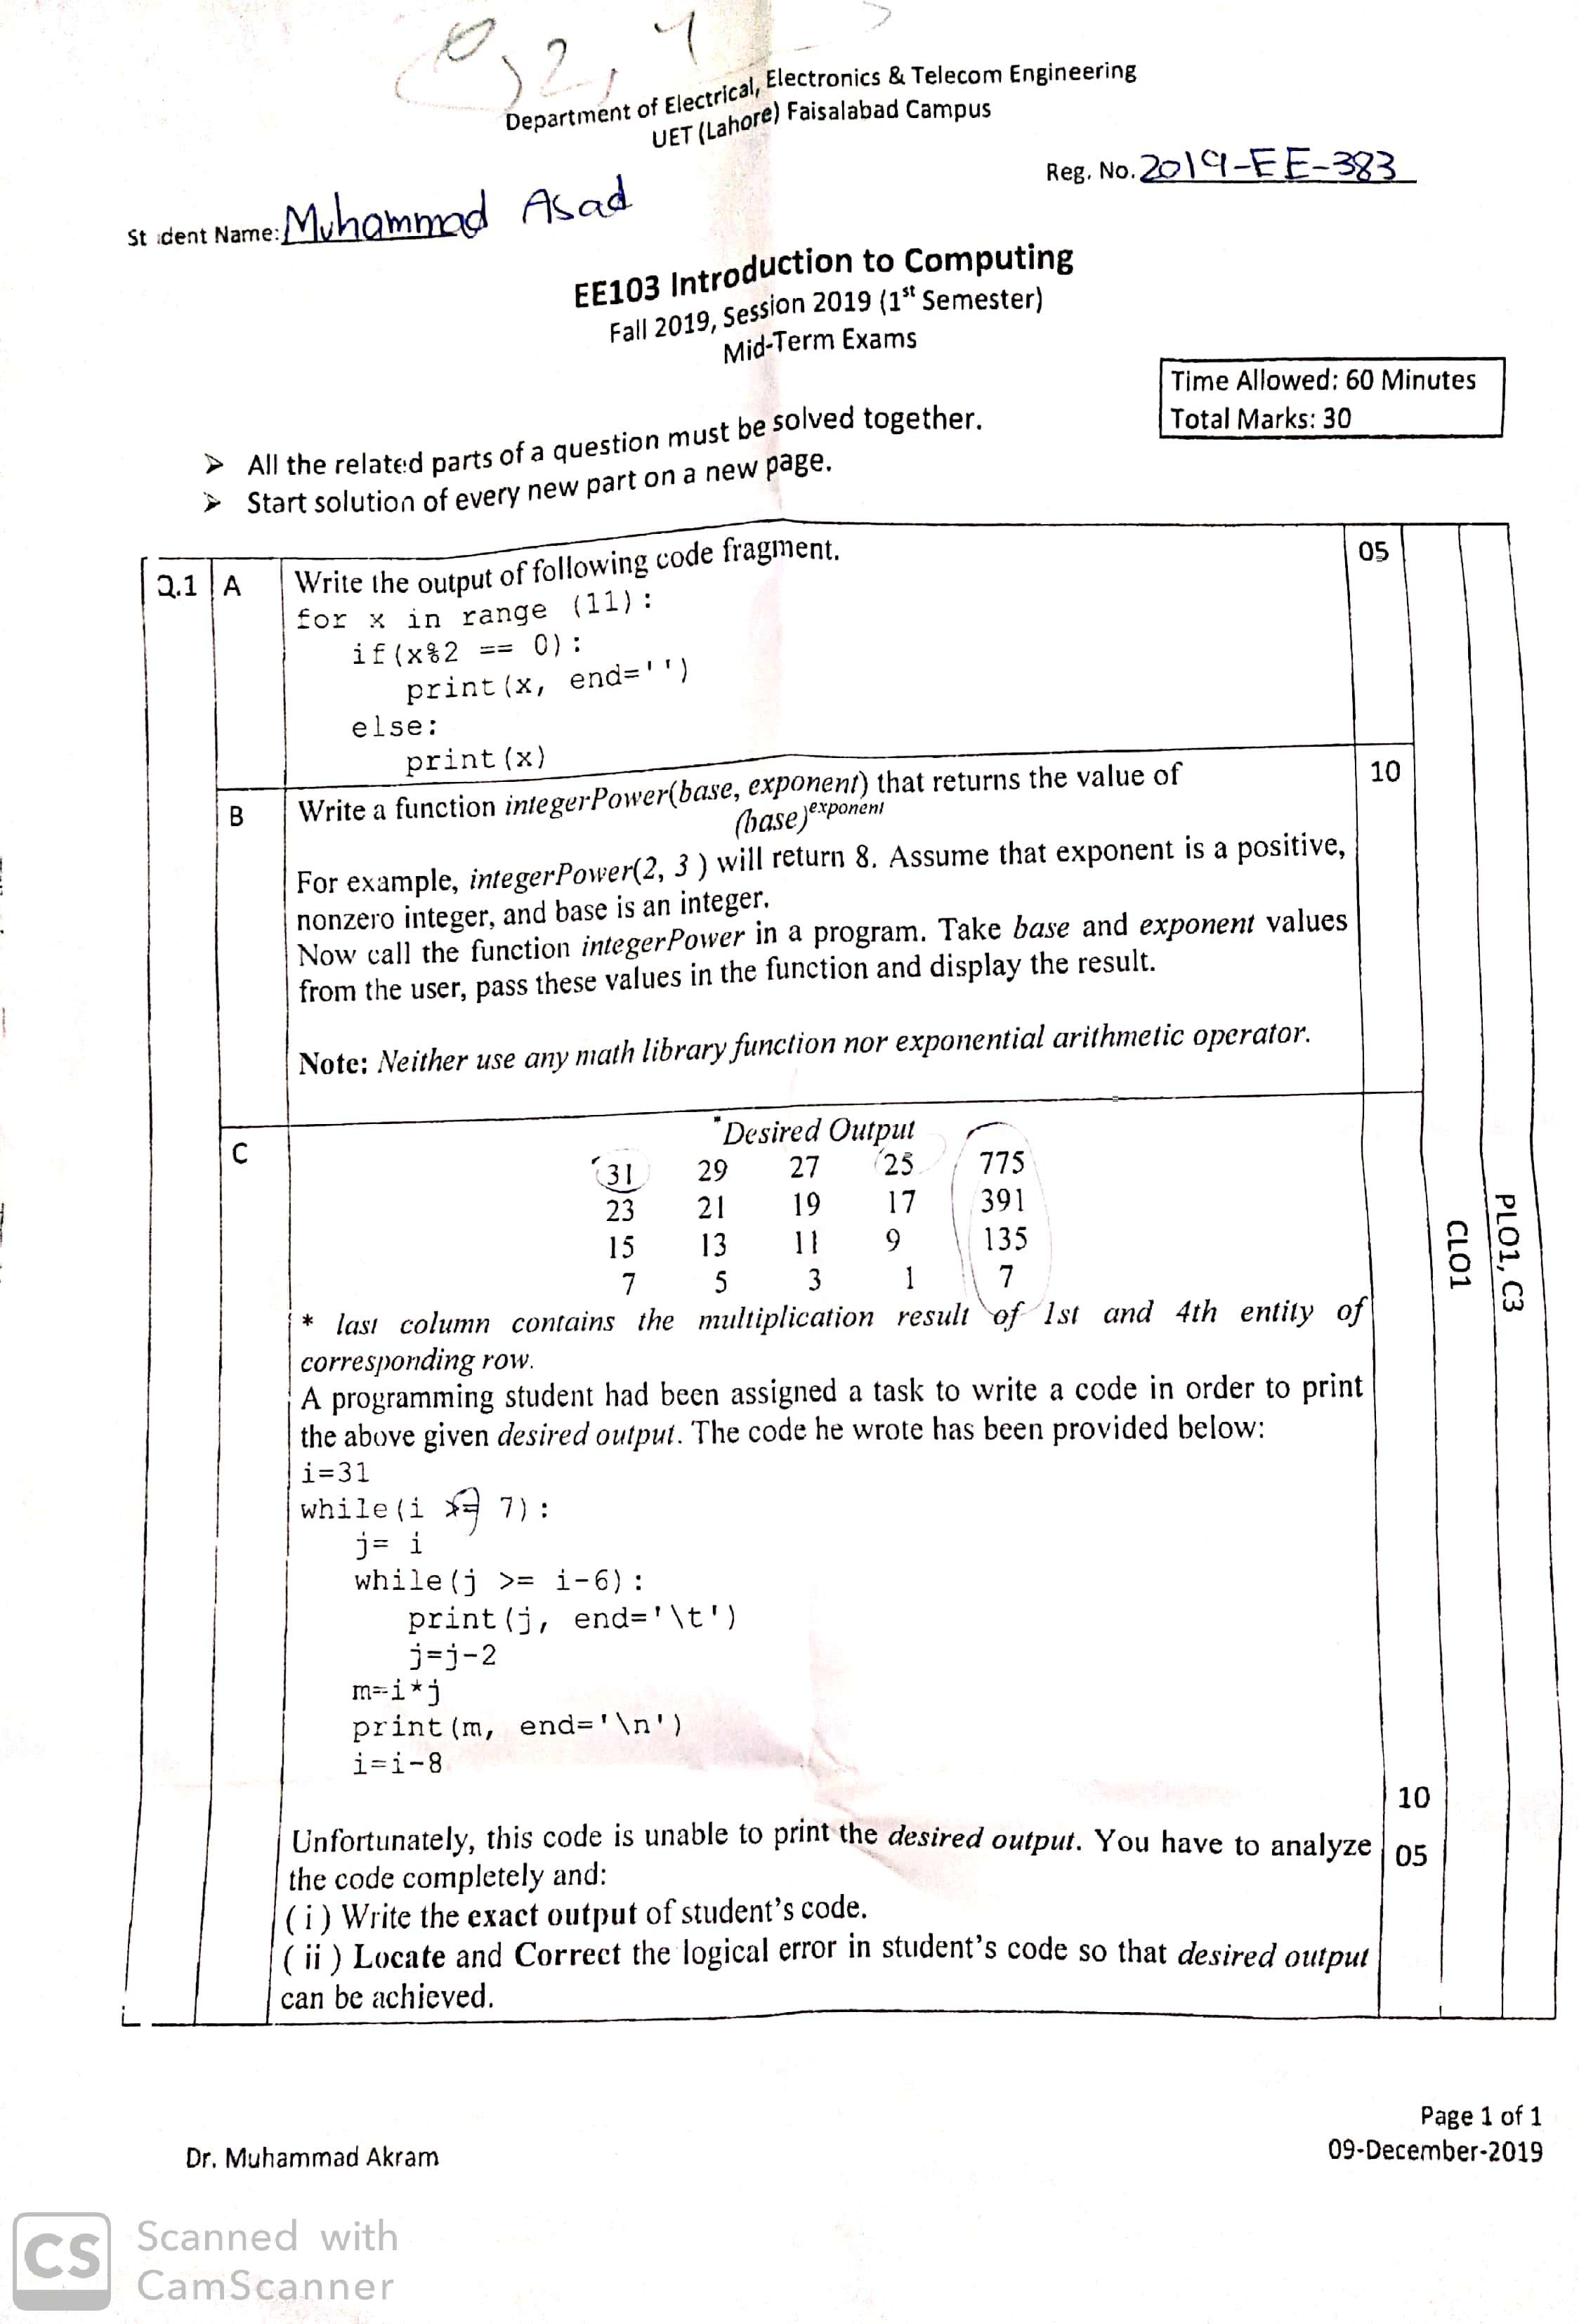 0, 2, 1
Department of Electrical, Electronics & Telecom Engineering
UET (Lahore) Faisalabad Campus
Reg. No. 2019-EE-383
Student Name: Muhammad Asad
EE103 Introduction to Computing
Fall 2019, Session 2019 (1st Semester)
Mid-Term Exams
Time Allowed: 60 Minutes
Total Marks: 30
➢ All the related parts of a question must be solved together.
➢ Start solution of every new part on a new page.
Q.1 A Write the output of following code fragment. 05
for x in range (11):
if(x%2 == 0):
print(x, end='')
else:
print(x)
B Write a function integerPower(base, exponent) that returns the value of 10
(base)exponent
For example, integerPower(2, 3 ) will return 8. Assume that exponent is a positive,
nonzero integer, and base is an integer.
Now call the function integerPower in a program. Take base and exponent values
from the user, pass these values in the function and display the result.
Note: Neither use any math library function nor exponential arithmetic operator.
C *Desired Output
31 29 27 25 775
23 21 19 17 391
15 13 11 9 135
7 5 3 1 7
* last column contains the multiplication result of 1st and 4th entity of
corresponding row.
A programming student had been assigned a task to write a code in order to print
the above given desired output. The code he wrote has been provided below:
i=31
while(i >= 7):
j= i
while(j >= i-6):
print(j, end='\t')
j=j-2
m=i*j
print(m, end='\n')
i=i-8
10
Unfortunately, this code is unable to print the desired output. You have to analyze 05
the code completely and:
( i ) Write the exact output of student's code.
( ii ) Locate and Correct the logical error in student's code so that desired output
can be achieved.
CLO1
PLO1, C3
Page 1 of 1
Dr. Muhammad Akram
09-December-2019
CS
Scanned with
CamScanner